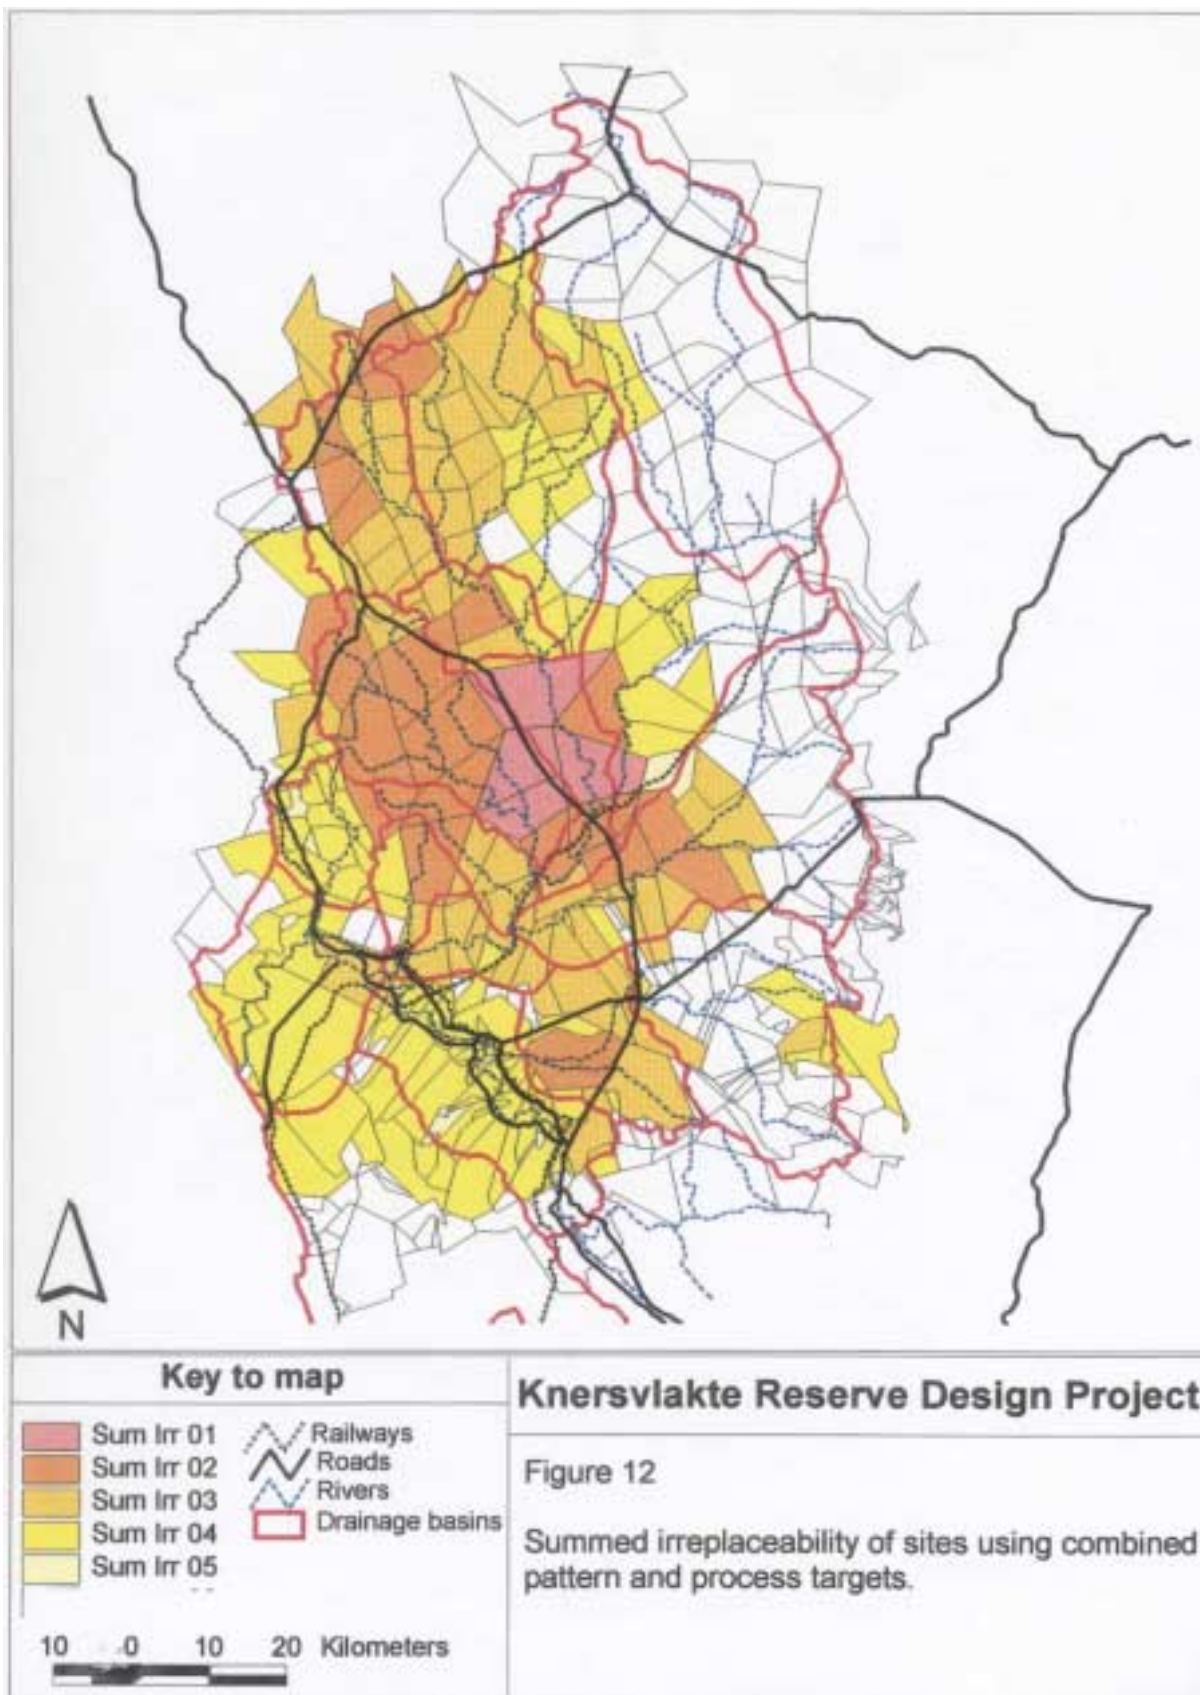 N
Key to map
Sum Irr 01
Sum Irr 02
Sum Irr 03
Sum Irr 04
Sum Irr 05
Railways
Roads
Rivers
Drainage basins
10 0 10 20 Kilometers
Knersvlakte Reserve Design Project
Figure 12
Summed irreplaceability of sites using combined
pattern and process targets.